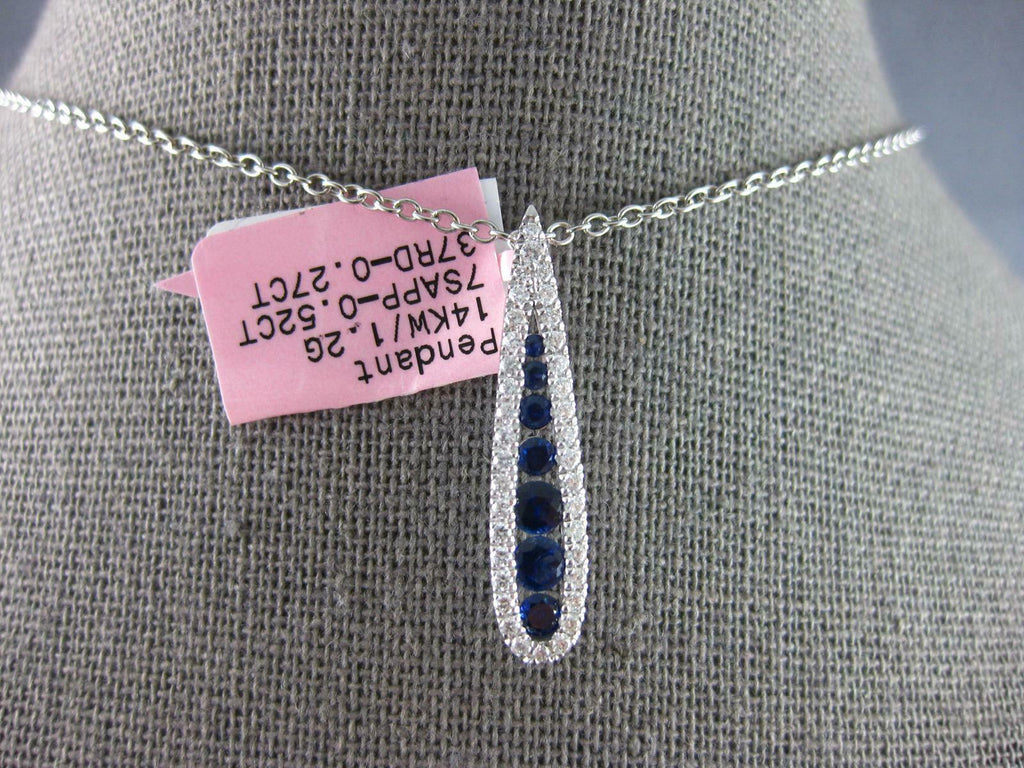 Pendant
14KW/1.2G
7SAPP-0.52CT
37RD-0.27CT